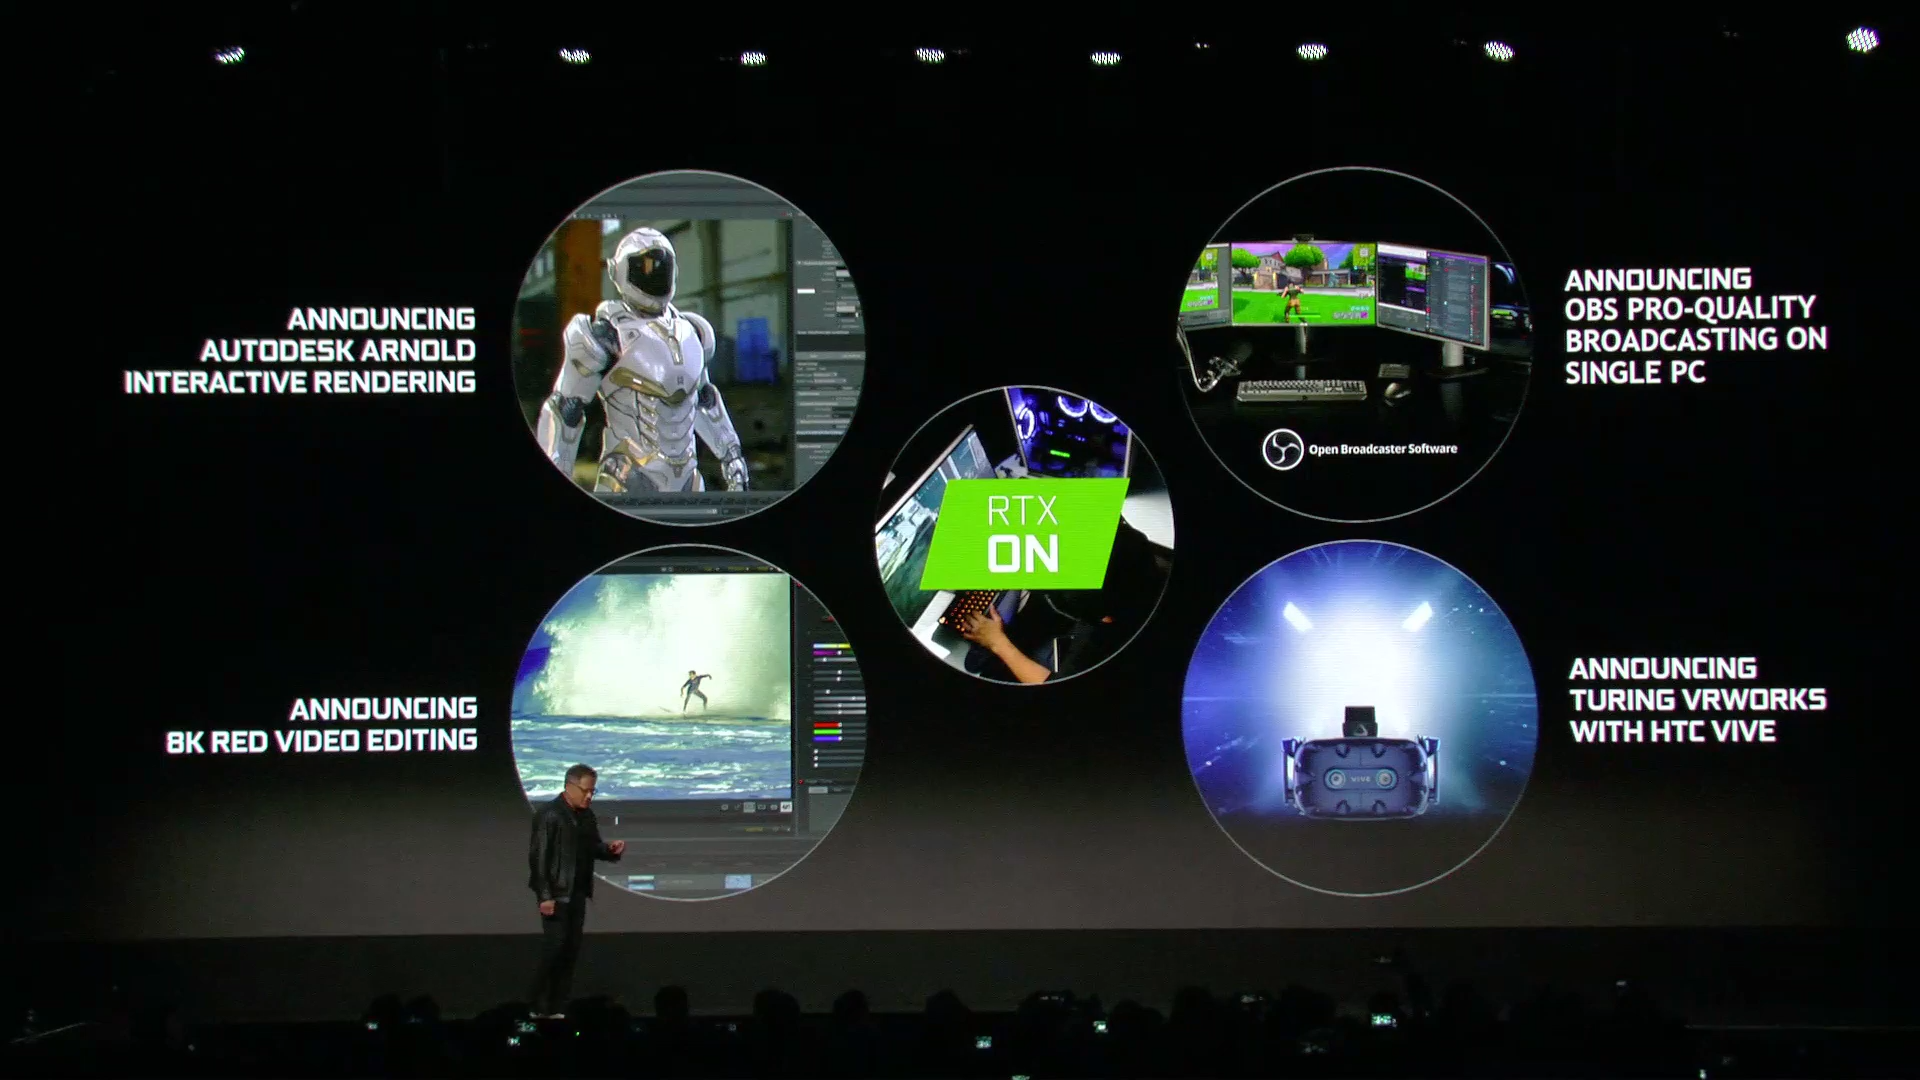 ANNOUNCING
AUTODESK ARNOLD
INTERACTIVE RENDERING
ANNOUNCING
OBS PRO-QUALITY
BROADCASTING ON
SINGLE PC
Open Broadcaster Software
RTX
ON
ANNOUNCING
8K RED VIDEO EDITING
ANNOUNCING
TURING VRWORKS
WITH HTC VIVE
VIVE